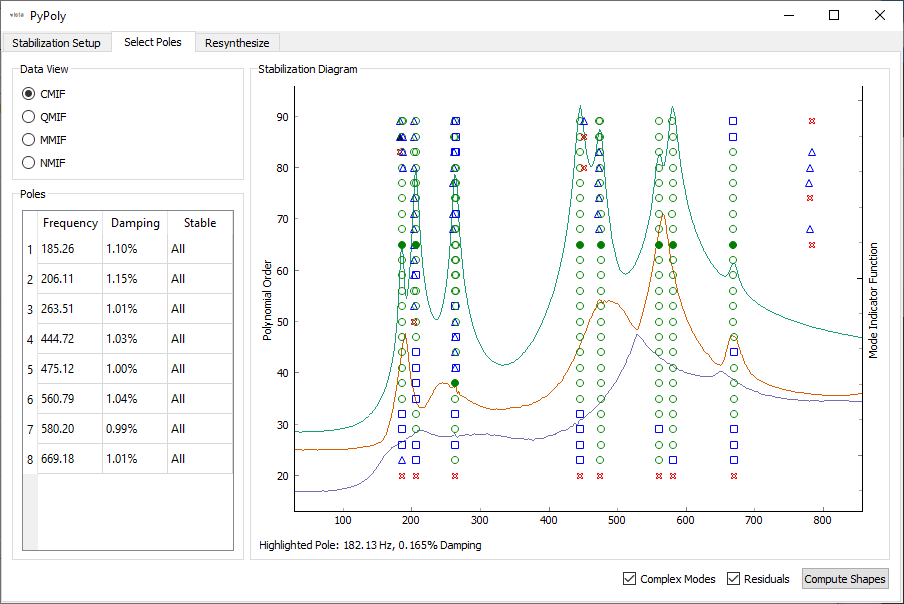 PyPoly
Stabilization Setup Select Poles Resynthesize
Data View
CMIF
QMIF
MMIF
NMIF
Poles
Frequency Damping Stable
1 185.26 1.10% All
2 206.11 1.15% All
3 263.51 1.01% All
4 444.72 1.03% All
5 475.12 1.00% All
6 560.79 1.04% All
7 580.20 0.99% All
8 669.18 1.01% All
Stabilization Diagram
Polynomial Order
90
80
70
60
50
40
30
20
100 200 300 400 500 600 700 800
Mode Indicator Function
Highlighted Pole: 182.13 Hz, 0.165% Damping
Complex Modes Residuals Compute Shapes